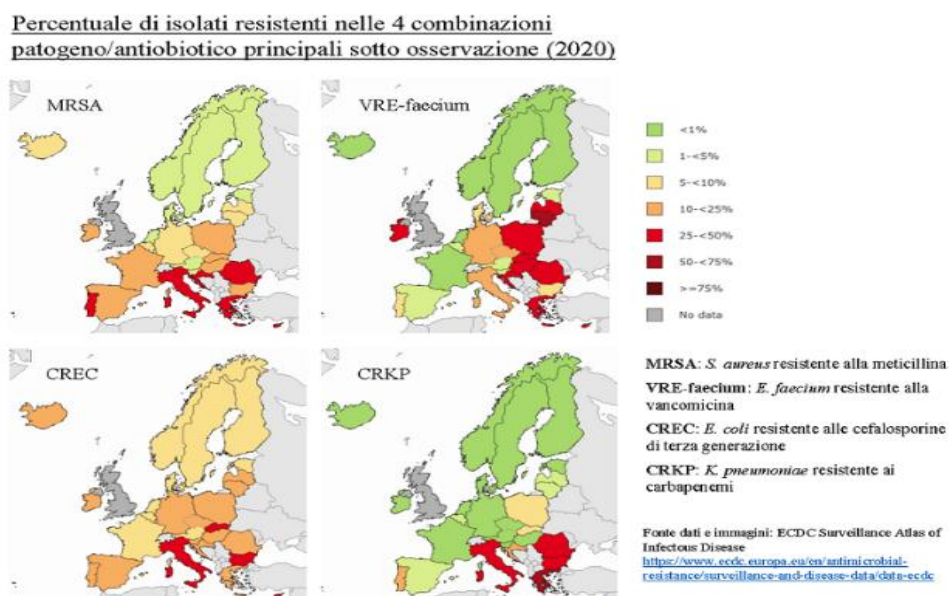 Percentuale di isolati resistenti nelle 4 combinazioni
patogeno/antiobiotico principali sotto osservazione (2020)
MRSA
VRE-faecium
<1%
1-<5%
5-<10%
10-<25%
25-<50%
50-<75%
>=75%
No data
CREC
CRKP
MRSA: S. aureus resistente alla meticillina
VRE-faecium: E. faecium resistente alla
vancomicina
CREC: E. coli resistente alle cefalosporine
di terza generazione
CRKP: K. pneumoniae resistente ai
carbapenemi
Fonte dati e immagini: ECDC Surveillance Atlas of
Infectous Disease
https://www.ecdc.europa.eu/en/antimicrobial-
resistance/surveillance-and-disease-data/data-ecdc